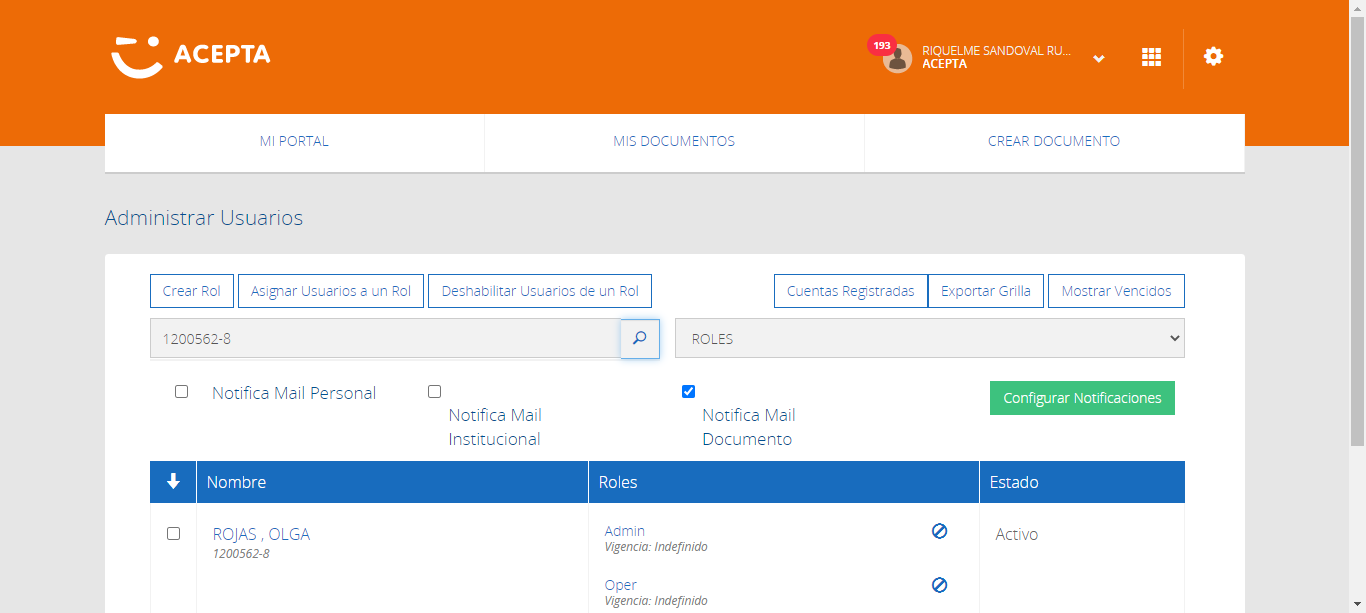 ACEPTA
193
RIQUELME SANDOVAL RU...
ACEPTA
MI PORTAL
MIS DOCUMENTOS
CREAR DOCUMENTO
Administrar Usuarios
Crear Rol
Asignar Usuarios a un Rol
Deshabilitar Usuarios de un Rol
Cuentas Registradas
Exportar Grilla
Mostrar Vencidos
1200562-8
ROLES
Notifica Mail Personal
Notifica Mail
Institucional
Notifica Mail
Documento
Configurar Notificaciones
Nombre
Roles
Estado
ROJAS , OLGA
1200562-8
Admin
Vigencia: Indefinido
Activo
Oper
Vigencia: Indefinido